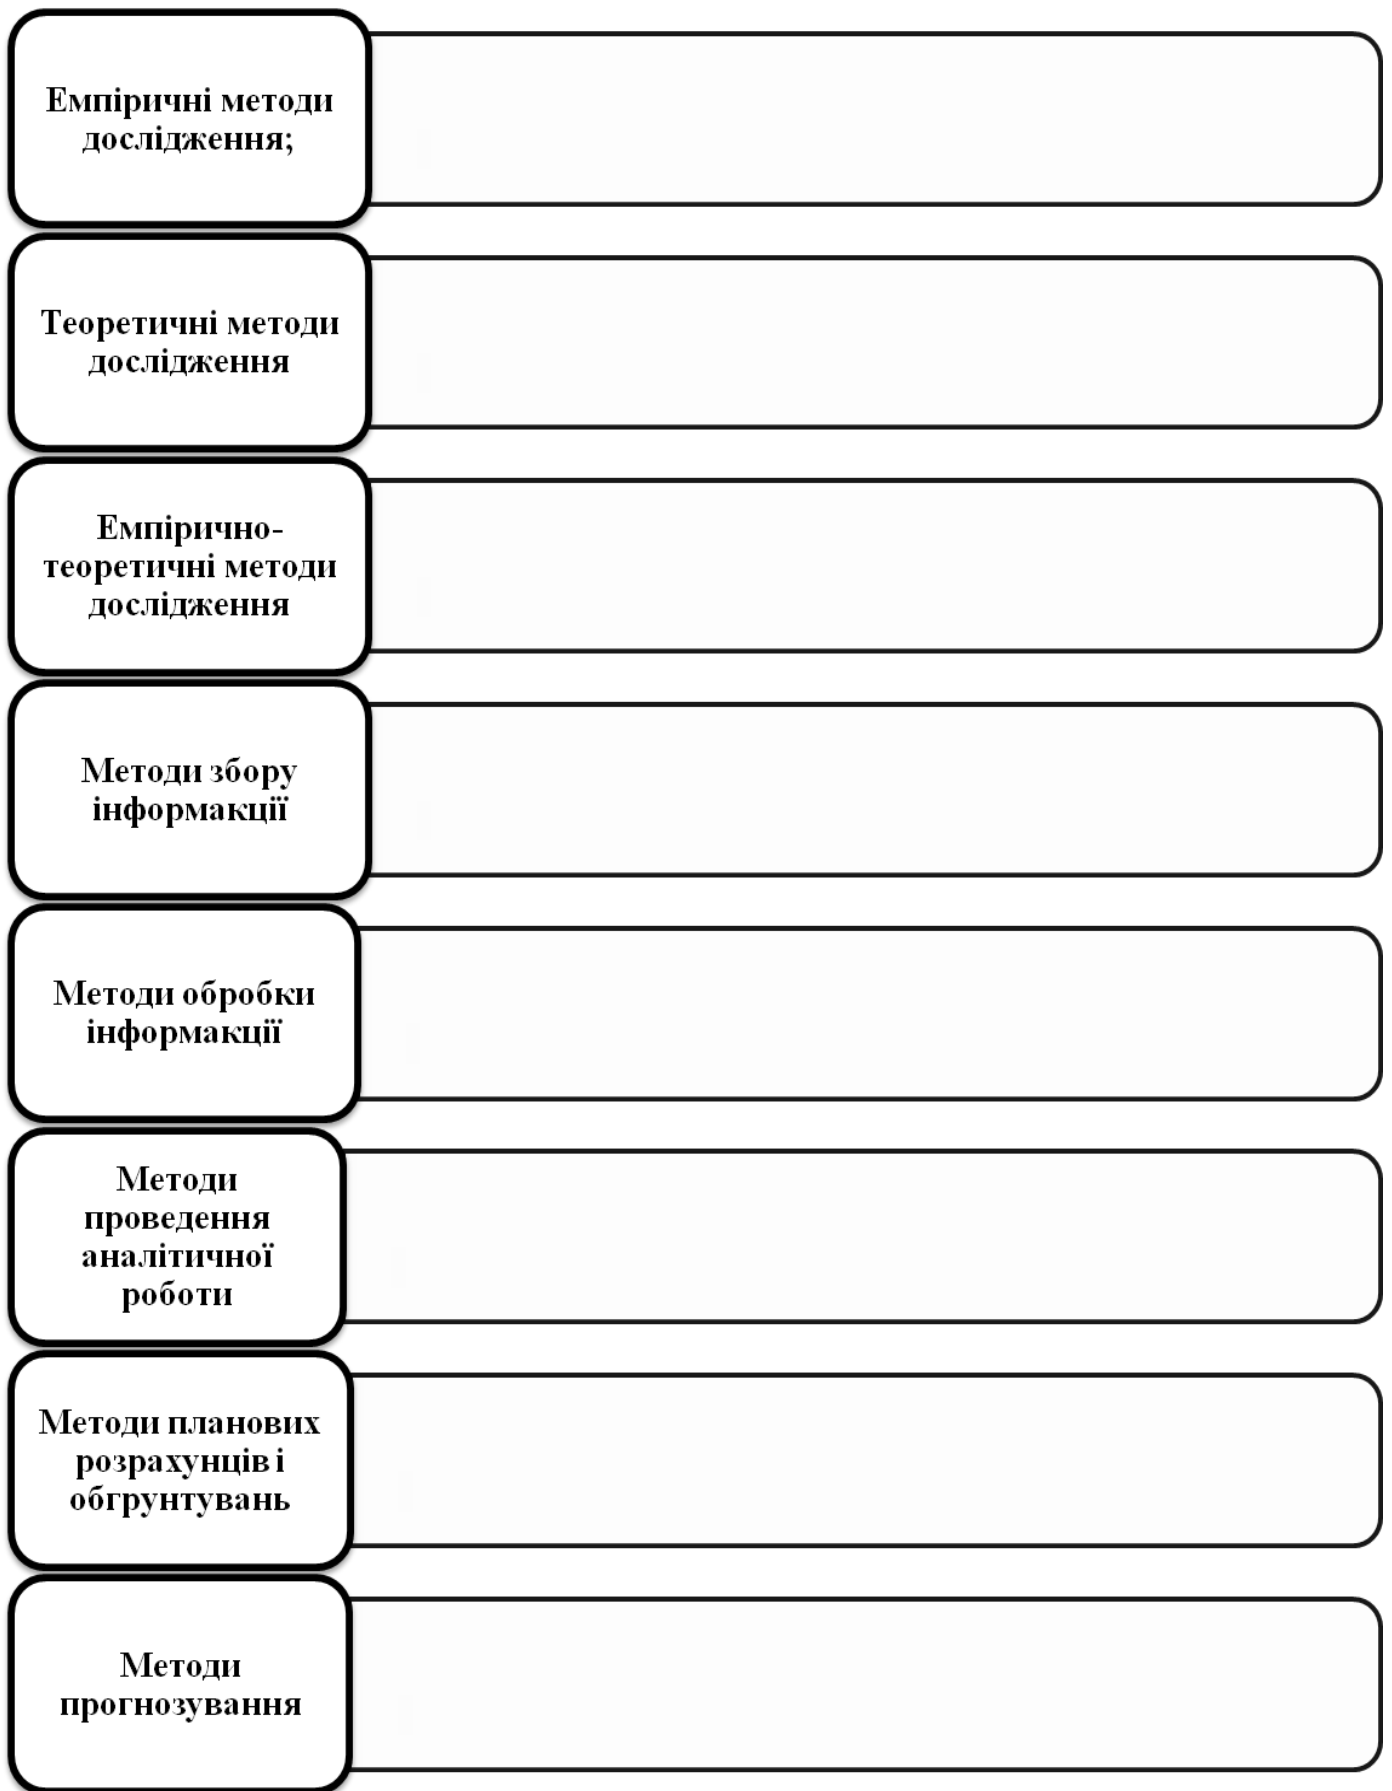 Емпіричні методи
дослідження;
Теоретичні методи
дослідження
Емпірично-
теоретичні методи
дослідження
Методи збору
інформакції
Методи обробки
інформакції
Методи
проведення
аналітичної
роботи
Методи планових
розрахунців і
обгрунтувань
Методи
прогнозування